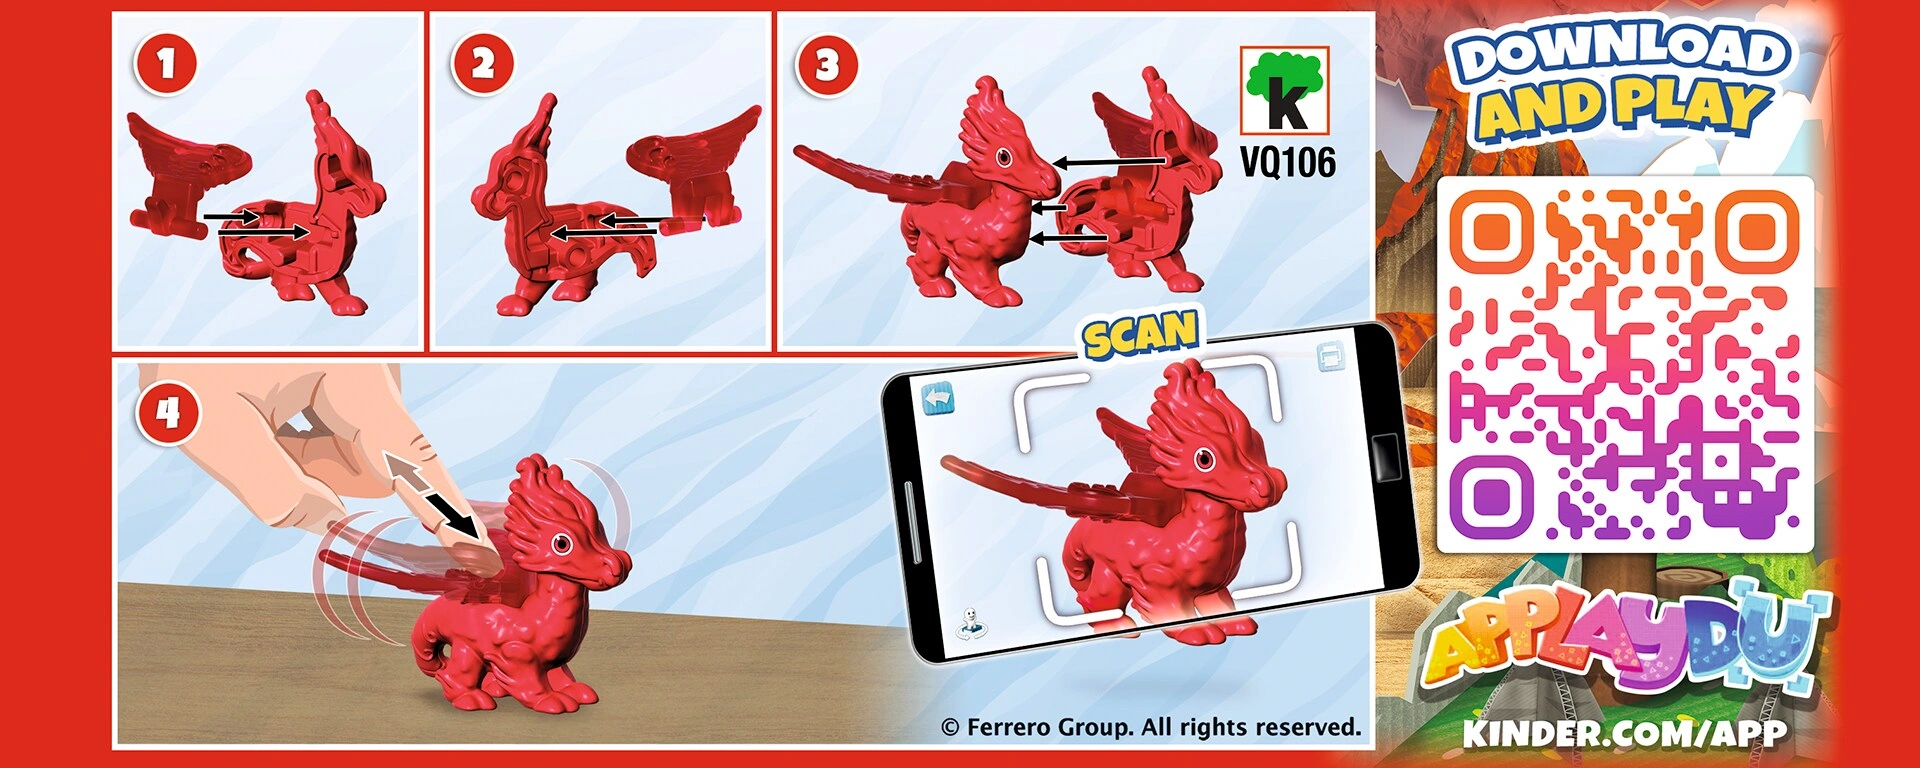 1
2
3
k
VQ106
4
SCAN
© Ferrero Group. All rights reserved.
DOWNLOAD
AND PLAY
APPLAYDU
KINDER.COM/APP